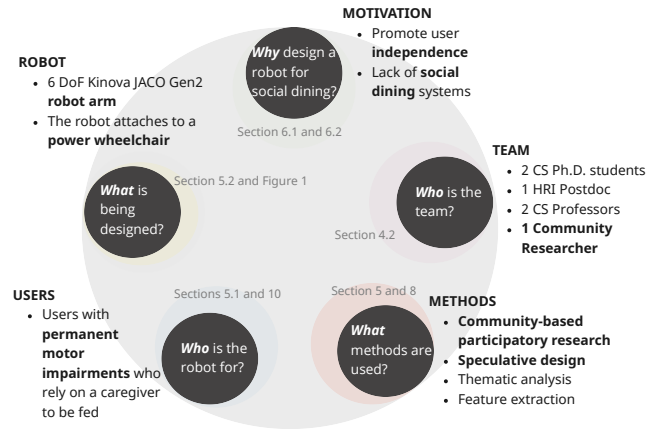 MOTIVATION
• Promote user
independence
• Lack of social
dining systems
Why design a
robot for
social dining?
Section 6.1 and 6.2
ROBOT
• 6 DoF Kinova JACO Gen2
robot arm
• The robot attaches to a
power wheelchair
What is
being
designed?
Section 5.2 and Figure 1
TEAM
• 2 CS Ph.D. students
• 1 HRI Postdoc
• 2 CS Professors
• 1 Community
Researcher
Who is the
team?
Section 4.2
USERS
• Users with
permanent
motor
impairments who
rely on a caregiver
to be fed
Sections 5.1 and 10
Who is the
robot for?
Section 5 and 8
What
methods are
used?
METHODS
• Community-based
participatory research
• Speculative design
• Thematic analysis
• Feature extraction